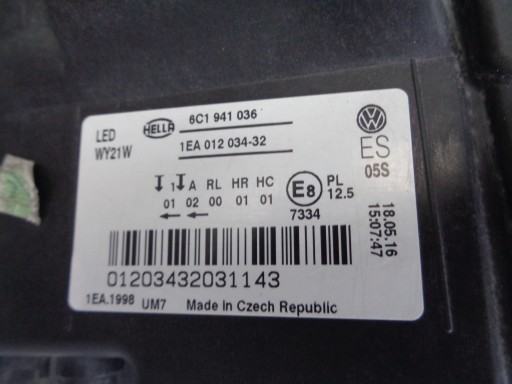 LED
WY21W
HELLA
6C1 941 036
1EA 012 034-32
VW
ES
05S
1 A RL HR HC
01 02 00 01 01
E8
PL
12.5
7334
18.05.16
15:07:47
01203432031143
1EA.1998 UM7 Made in Czech Republic